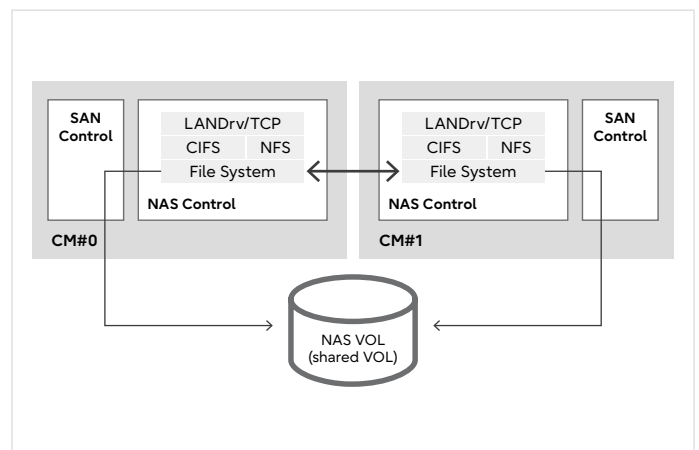 SAN
Control
LANDrv/TCP
CIFS NFS
File System
NAS Control
CM#0
LANDrv/TCP
CIFS NFS
File System
NAS Control
SAN
Control
CM#1
NAS VOL
(shared VOL)